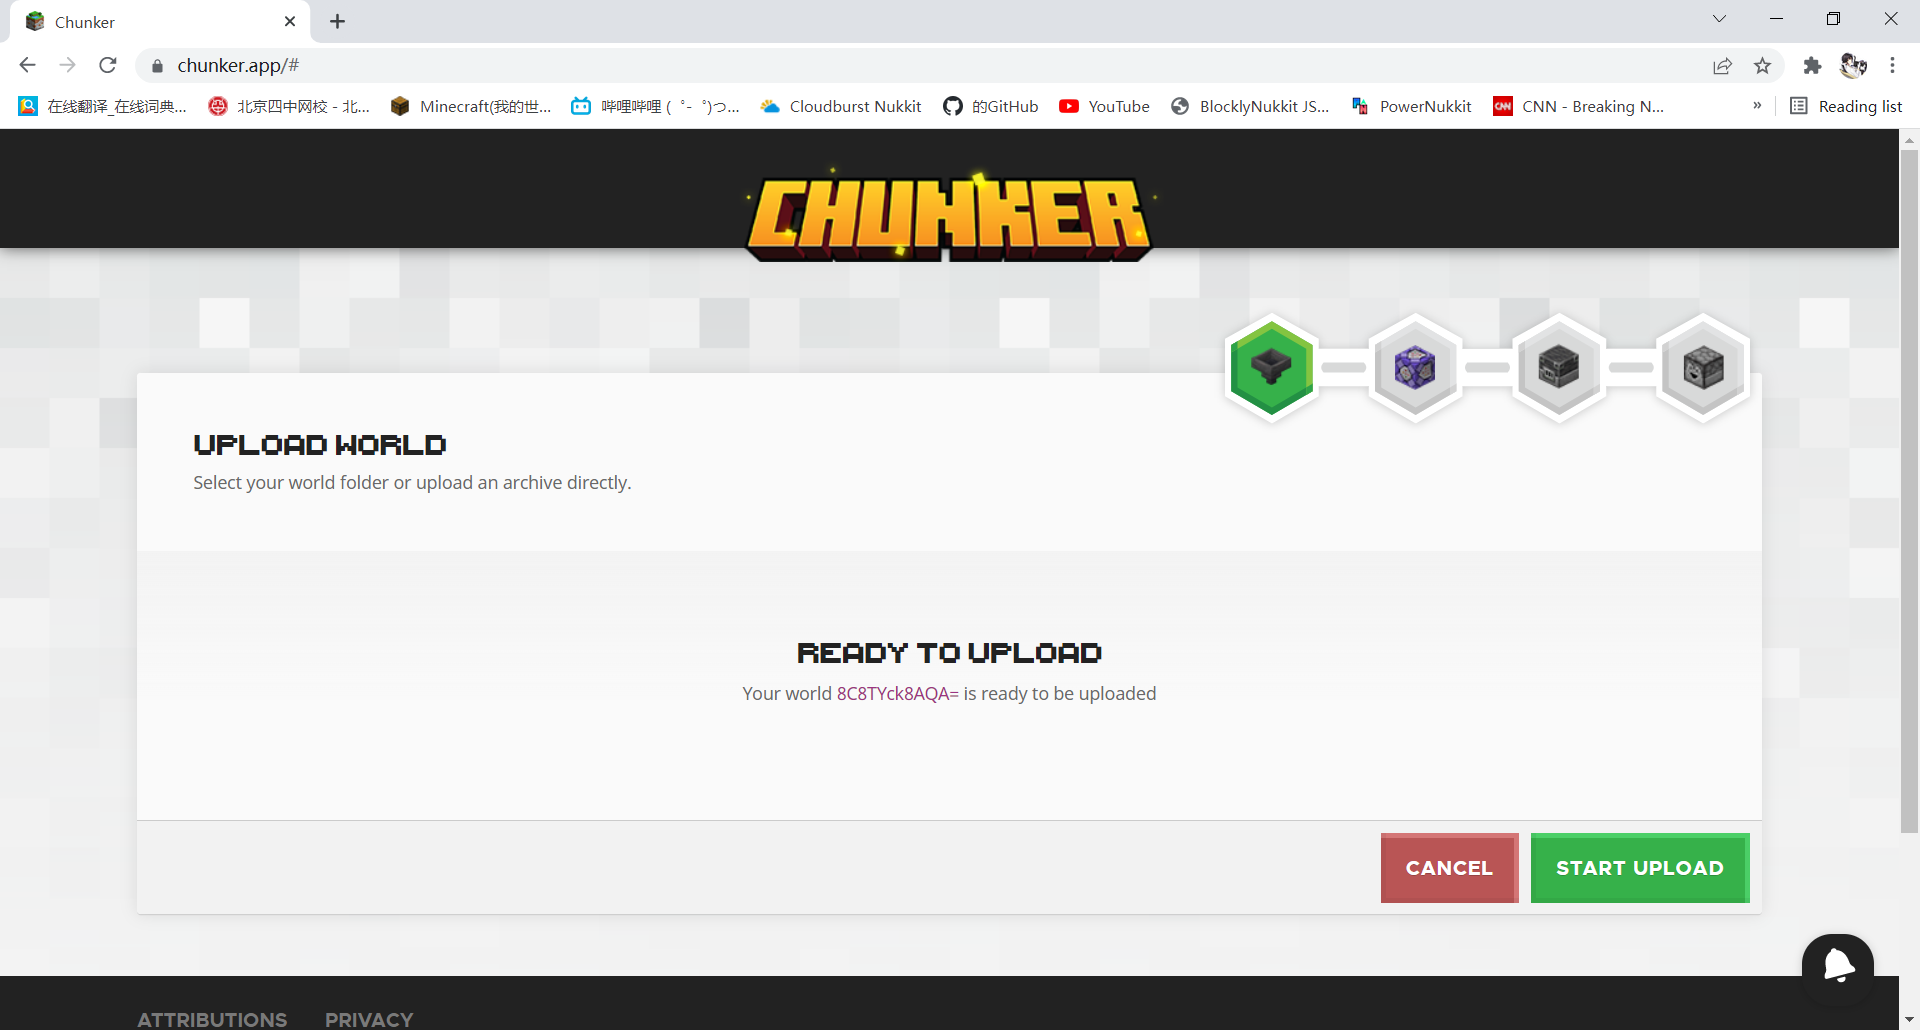 Chunker
chunker.app/#
在线翻译_在线词典...
北京四中网校 - 北...
Minecraft(我的世...
哔哩哔哩 ( ゜- ゜)つ...
Cloudburst Nukkit
的GitHub
YouTube
BlocklyNukkit JS...
PowerNukkit
CNN - Breaking N...
»
Reading list
CHUNKER
UPLOAD WORLD
Select your world folder or upload an archive directly.
READY TO UPLOAD
Your world 8C8TYck8AQA= is ready to be uploaded
CANCEL
START UPLOAD
ATTRIBUTIONS
PRIVACY